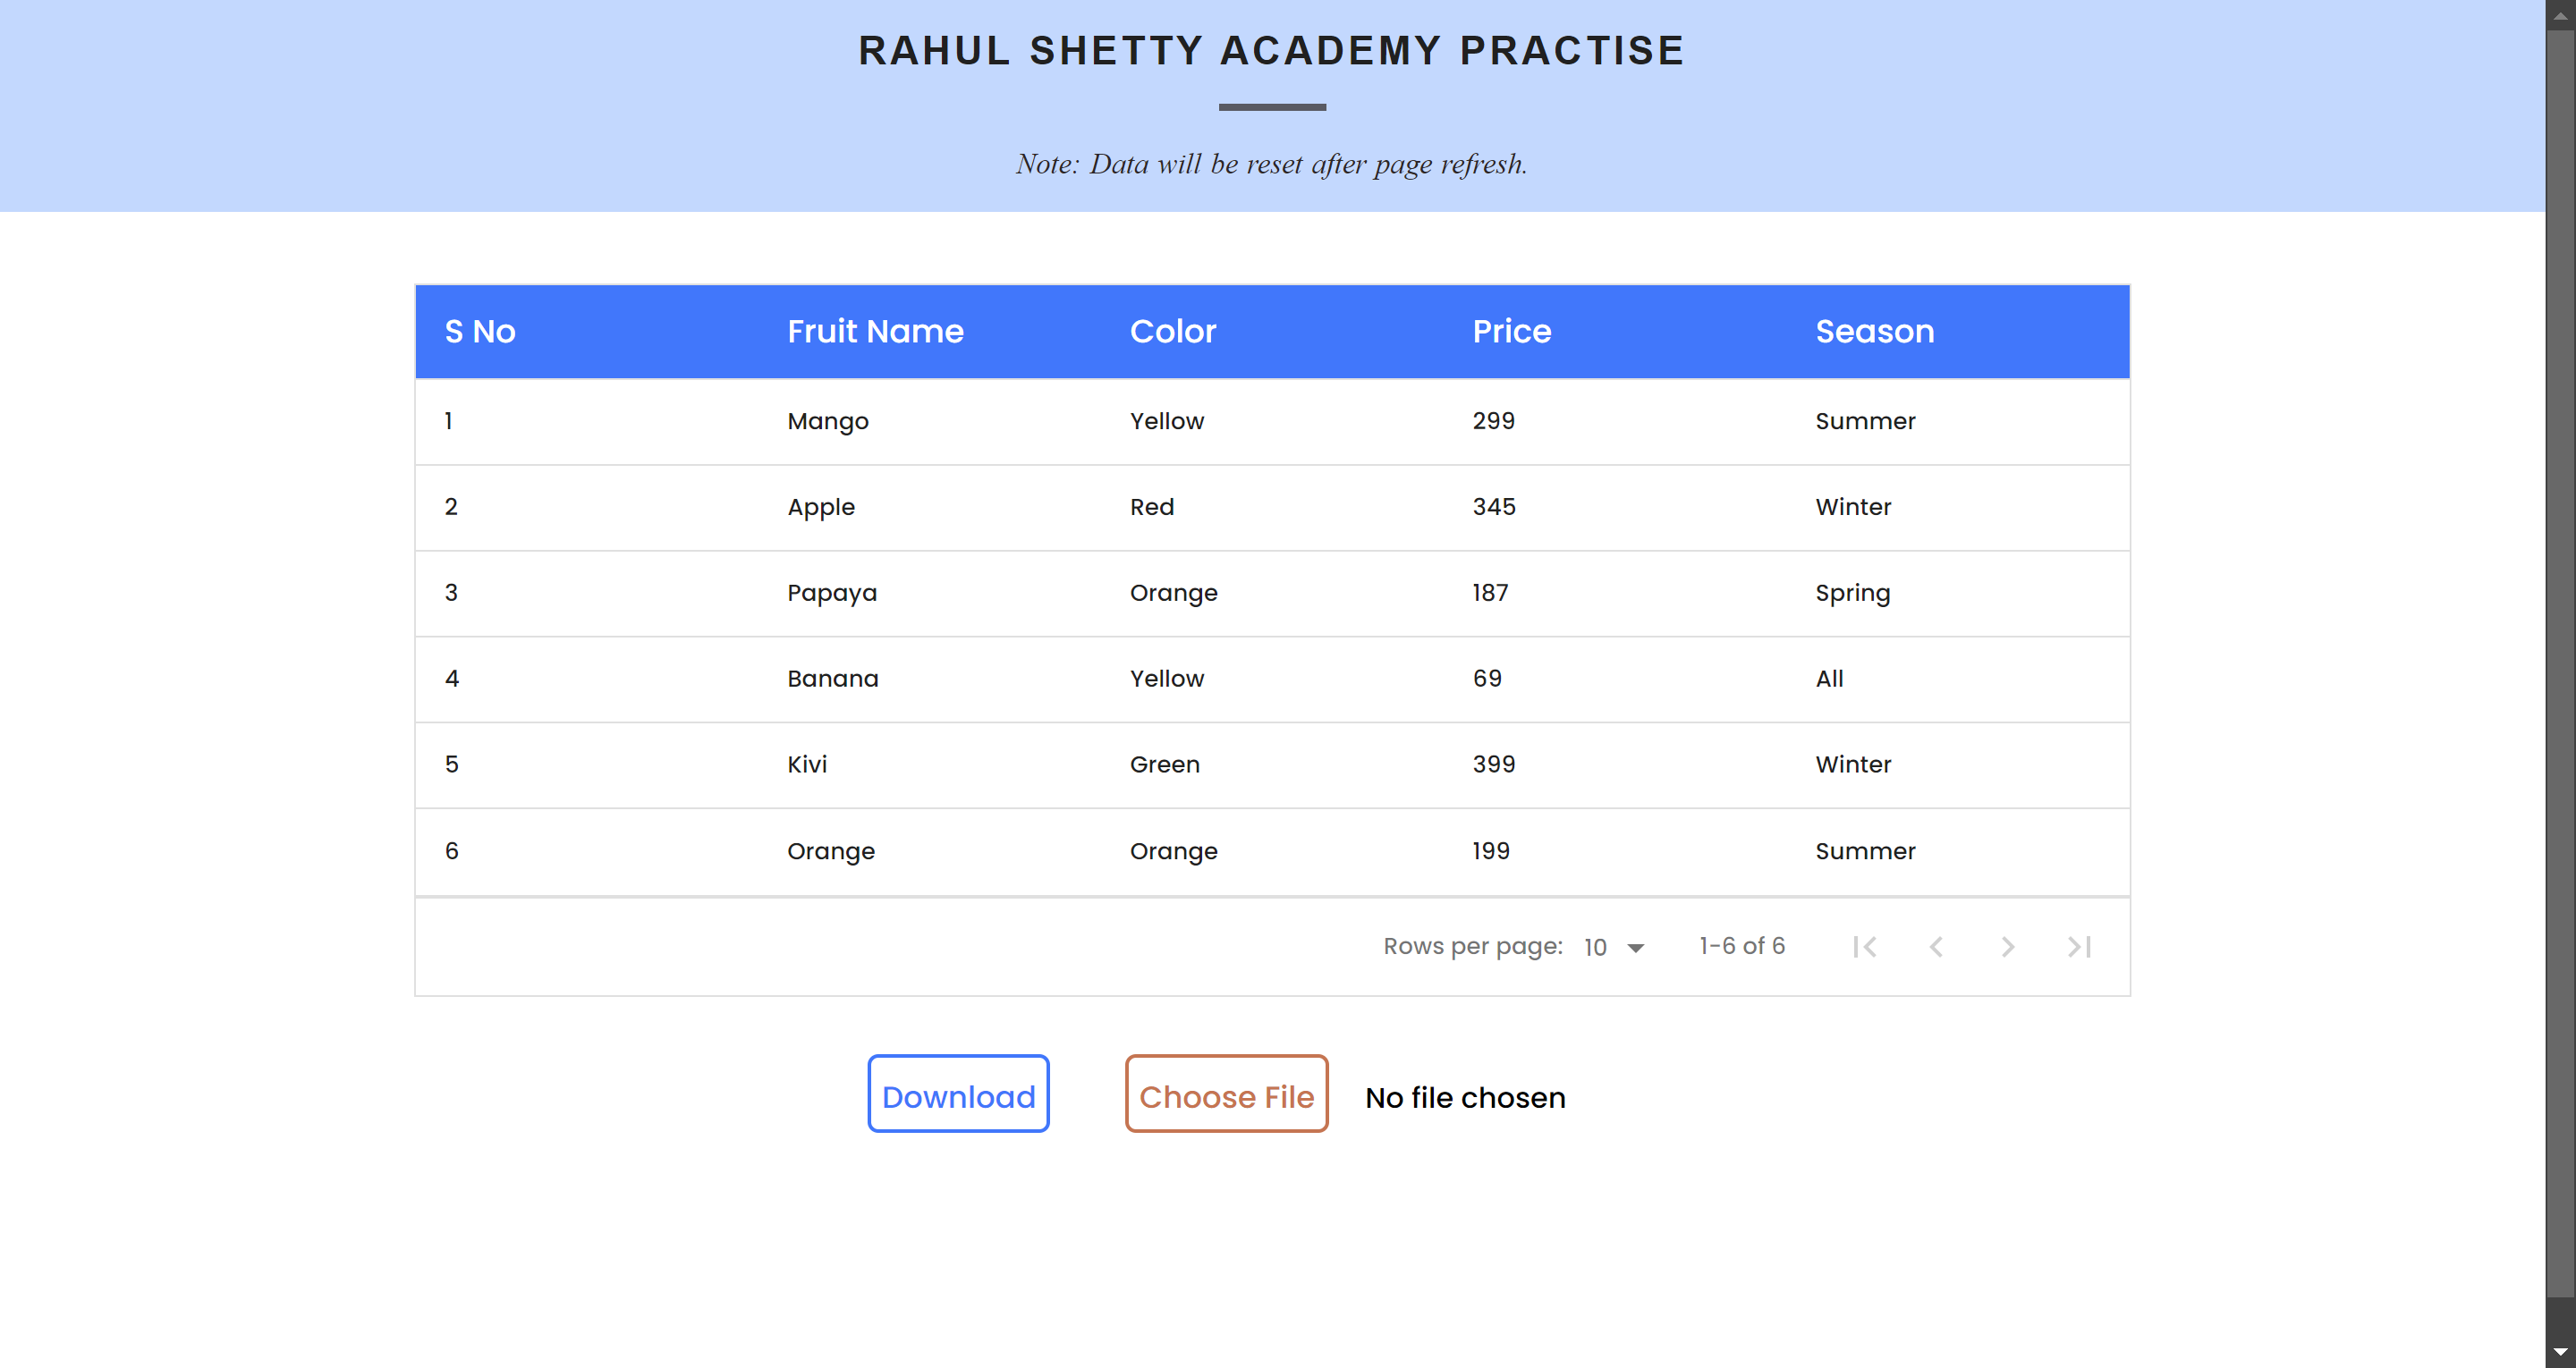 RAHUL SHETTY ACADEMY PRACTISE
Note: Data will be reset after page refresh.
S No Fruit Name Color Price Season
1 Mango Yellow 299 Summer
2 Apple Red 345 Winter
3 Papaya Orange 187 Spring
4 Banana Yellow 69 All
5 Kivi Green 399 Winter
6 Orange Orange 199 Summer
Rows per page: 10 1-6 of 6
Download Choose File No file chosen